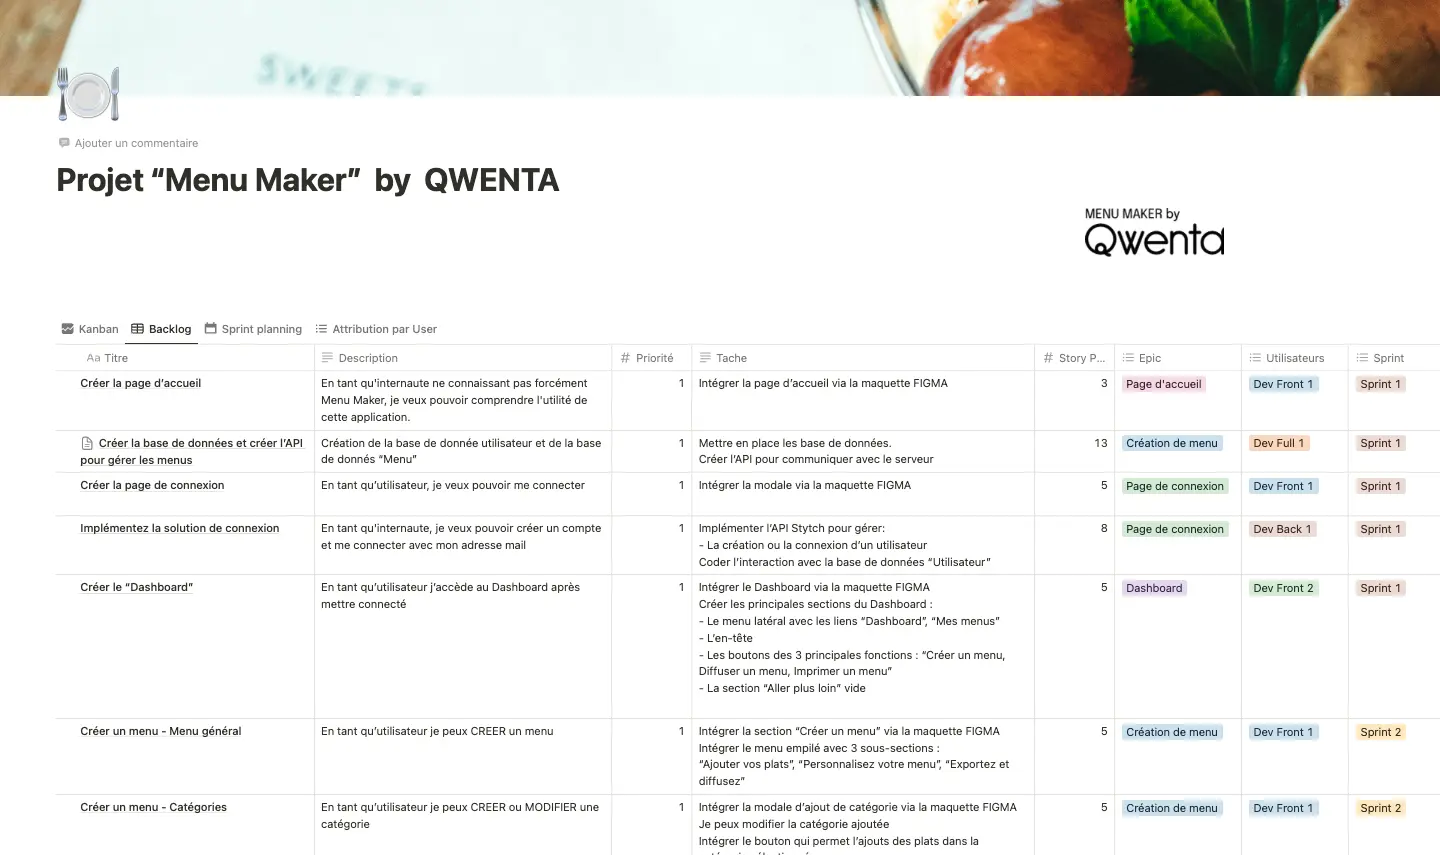 SWEETS
Ajouter un commentaire
Projet “Menu Maker” by QWENTA
MENU MAKER by
Qwenta
Kanban Backlog Sprint planning Attribution par User
Aa Titre Description # Priorité Tache # Story P... Epic Utilisateurs Sprint
Créer la page d’accueil
En tant qu'internaute ne connaissant pas forcément
Menu Maker, je veux pouvoir comprendre l'utilité de
cette application.
1
Intégrer la page d’accueil via la maquette FIGMA
3
Page d'accueil
Dev Front 1
Sprint 1
Créer la base de données et créer l’API
pour gérer les menus
Création de la base de donnée utilisateur et de la base
de donnés “Menu”
1
Mettre en place les base de données.
Créer l’API pour communiquer avec le serveur
13
Création de menu
Dev Full 1
Sprint 1
Créer la page de connexion
En tant qu’utilisateur, je veux pouvoir me connecter
1
Intégrer la modale via la maquette FIGMA
5
Page de connexion
Dev Front 1
Sprint 1
Implémentez la solution de connexion
En tant qu'internaute, je veux pouvoir créer un compte
et me connecter avec mon adresse mail
1
Implémenter l’API Stytch pour gérer:
- La création ou la connexion d’un utilisateur
Coder l’interaction avec la base de données “Utilisateur”
8
Page de connexion
Dev Back 1
Sprint 1
Créer le “Dashboard”
En tant qu’utilisateur j’accède au Dashboard après
mettre connecté
1
Intégrer le Dashboard via la maquette FIGMA
Créer les principales sections du Dashboard :
- Le menu latéral avec les liens “Dashboard”, “Mes menus”
- L’en-tête
- Les boutons des 3 principales fonctions : “Créer un menu,
Diffuser un menu, Imprimer un menu”
- La section “Aller plus loin” vide
5
Dashboard
Dev Front 2
Sprint 1
Créer un menu - Menu général
En tant qu’utilisateur je peux CREER un menu
1
Intégrer la section “Créer un menu” via la maquette FIGMA
Intégrer le menu empilé avec 3 sous-sections :
“Ajouter vos plats”, “Personnalisez votre menu”, “Exportez et
diffusez”
5
Création de menu
Dev Front 1
Sprint 2
Créer un menu - Catégories
En tant qu’utilisateur je peux CREER ou MODIFIER une
catégorie
1
Intégrer la modale d’ajout de catégorie via la maquette FIGMA
Je peux modifier la catégorie ajoutée
Intégrer le bouton qui permet l’ajouts des plats dans la
5
Création de menu
Dev Front 1
Sprint 2